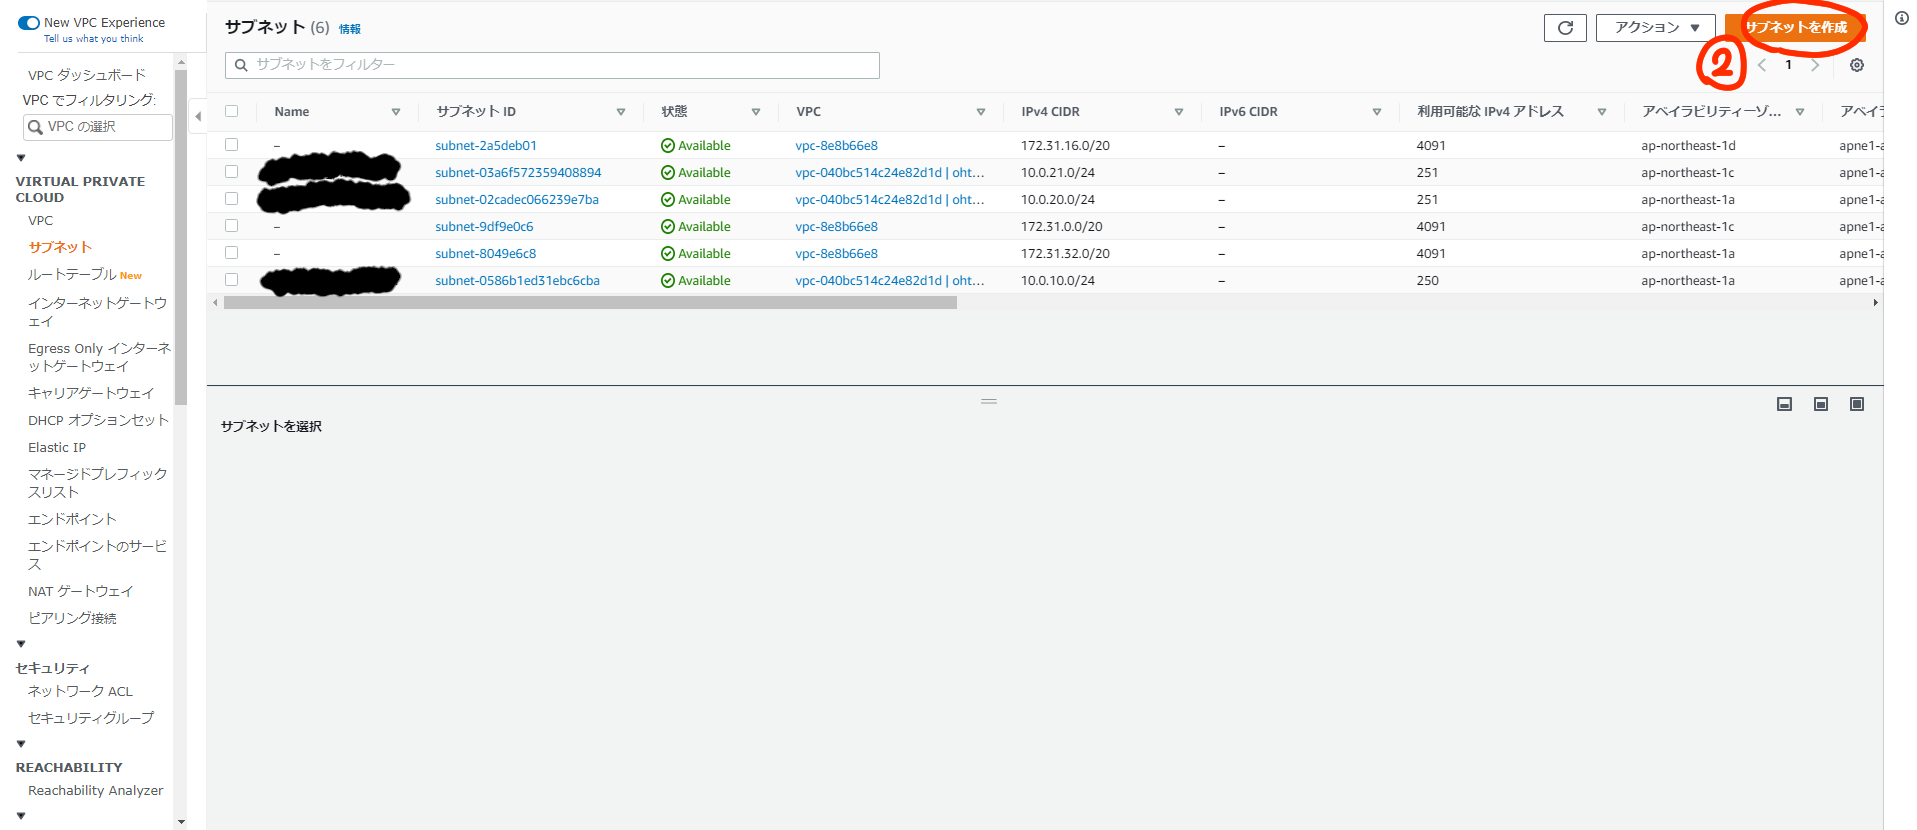 New VPC Experience
Tell us what you think
VPC ダッシュボード
VPC でフィルタリング:
VPC の選択
VIRTUAL PRIVATE
CLOUD
VPC
サブネット
ルートテーブル New
インターネットゲートウ
ェイ
Egress Only インターネ
ットゲートウェイ
キャリアゲートウェイ
DHCP オプションセット
Elastic IP
マネージドプレフィック
スリスト
エンドポイント
エンドポイントのサービ
ス
NAT ゲートウェイ
ピアリング接続
セキュリティ
ネットワーク ACL
セキュリティグループ
REACHABILITY
Reachability Analyzer
サブネット (6) 情報
アクション
サブネットを作成
サブネットをフィルター
②
1
Name サブネット ID 状態 VPC IPv4 CIDR IPv6 CIDR 利用可能な IPv4 アドレス アベイラビリティーゾ... アベイラ
– subnet-2a5deb01 Available vpc-8e8b66e8 172.31.16.0/20 – 4091 ap-northeast-1d apne1-a
subnet-03a6f572359408894 Available vpc-040bc514c24e82d1d | oht... 10.0.21.0/24 – 251 ap-northeast-1c apne1-a
subnet-02cadec066239e7ba Available vpc-040bc514c24e82d1d | oht... 10.0.20.0/24 – 251 ap-northeast-1a apne1-a
– subnet-9df9e0c6 Available vpc-8e8b66e8 172.31.0.0/20 – 4091 ap-northeast-1c apne1-a
– subnet-8049e6c8 Available vpc-8e8b66e8 172.31.32.0/20 – 4091 ap-northeast-1a apne1-a
subnet-0586b1ed31ebc6cba Available vpc-040bc514c24e82d1d | oht... 10.0.10.0/24 – 250 ap-northeast-1a apne1-a
サブネットを選択